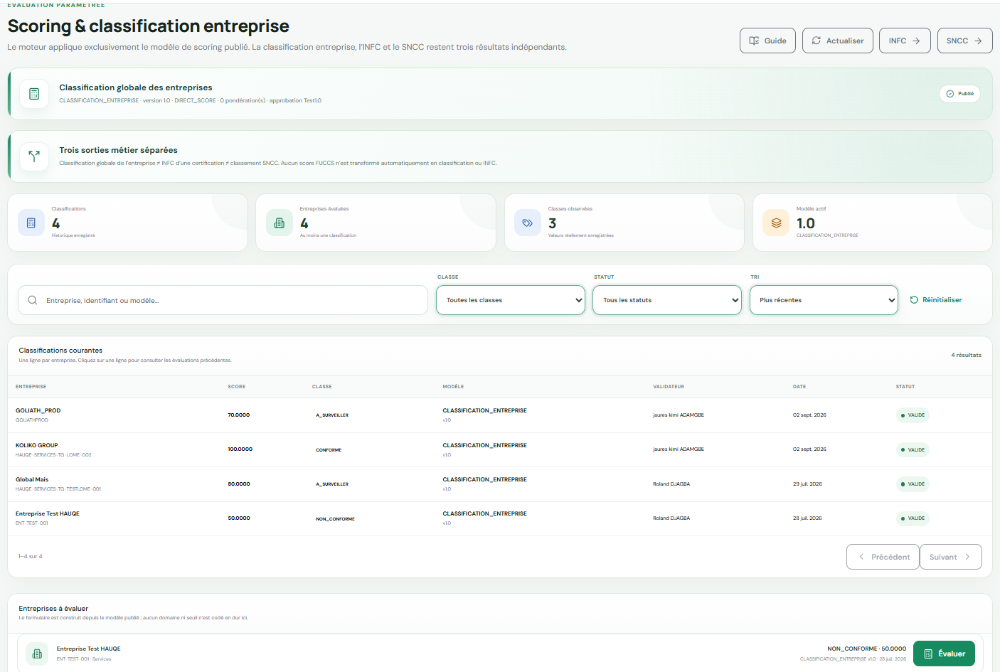 ÉVALUATION PARAMÉTRÉE
Scoring & classification entreprise
Le moteur applique exclusivement le modèle de scoring publié. La classification entreprise, l'INFC et le SNCC restent trois résultats indépendants.
Guide
Actualiser
INFC
SNCC
Classification globale des entreprises
CLASSIFICATION_ENTREPRISE · version 1.0 · DIRECT_SCORE · 0 pondération(s) · approbation Test1.0
Publié
Trois sorties métier séparées
Classification globale de l'entreprise ≠ INFC d'une certification ≠ classement SNCC. Aucun score FUCCS n'est transformé automatiquement en classification ou INFC.
Classifications
4
Historique enregistré
Entreprises évaluées
4
Au moins une classification
Classes observées
3
Valeurs réellement enregistrées
Modèle actif
1.0
CLASSIFICATION_ENTREPRISE
CLASSE
STATUT
TRI
Entreprise, identifiant ou modèle...
Toutes les classes
Tous les statuts
Plus récentes
Réinitialiser
Classifications courantes
Une ligne par entreprise. Cliquez sur une ligne pour consulter les évaluations précédentes.
4 résultats
ENTREPRISE SCORE CLASSE MODÈLE VALIDATEUR DATE STATUT
GOLIATH_PROD 70.0000 A_SURVEILLER CLASSIFICATION_ENTREPRISE jaures kimi ADAMGBE 02 sept. 2026 VALIDE
GOLIATHPROD v1.0
KOLIKO GROUP 100.0000 CONFORME CLASSIFICATION_ENTREPRISE jaures kimi ADAMGBE 02 sept. 2026 VALIDE
HAUQE-SERVICES-TG-LOME-002 v1.0
Global Mais 80.0000 A_SURVEILLER CLASSIFICATION_ENTREPRISE Roland DJAGBA 29 juil. 2026 VALIDE
HAUQE-SERVICES-TG-TESTLOME-001 v1.0
Entreprise Test HAUQE 50.0000 NON_CONFORME CLASSIFICATION_ENTREPRISE Roland DJAGBA 28 juil. 2026 VALIDE
ENT-TEST-001 v1.0
1–4 sur 4
Précédent
Suivant
Entreprises à évaluer
Le formulaire est construit depuis le modèle publié ; aucun domaine ni seuil n'est codé en dur ici.
Entreprise Test HAUQE
ENT-TEST-001 · Services
NON_CONFORME · 50.0000
CLASSIFICATION_ENTREPRISE v1.0 · 28 juil. 2026
Évaluer